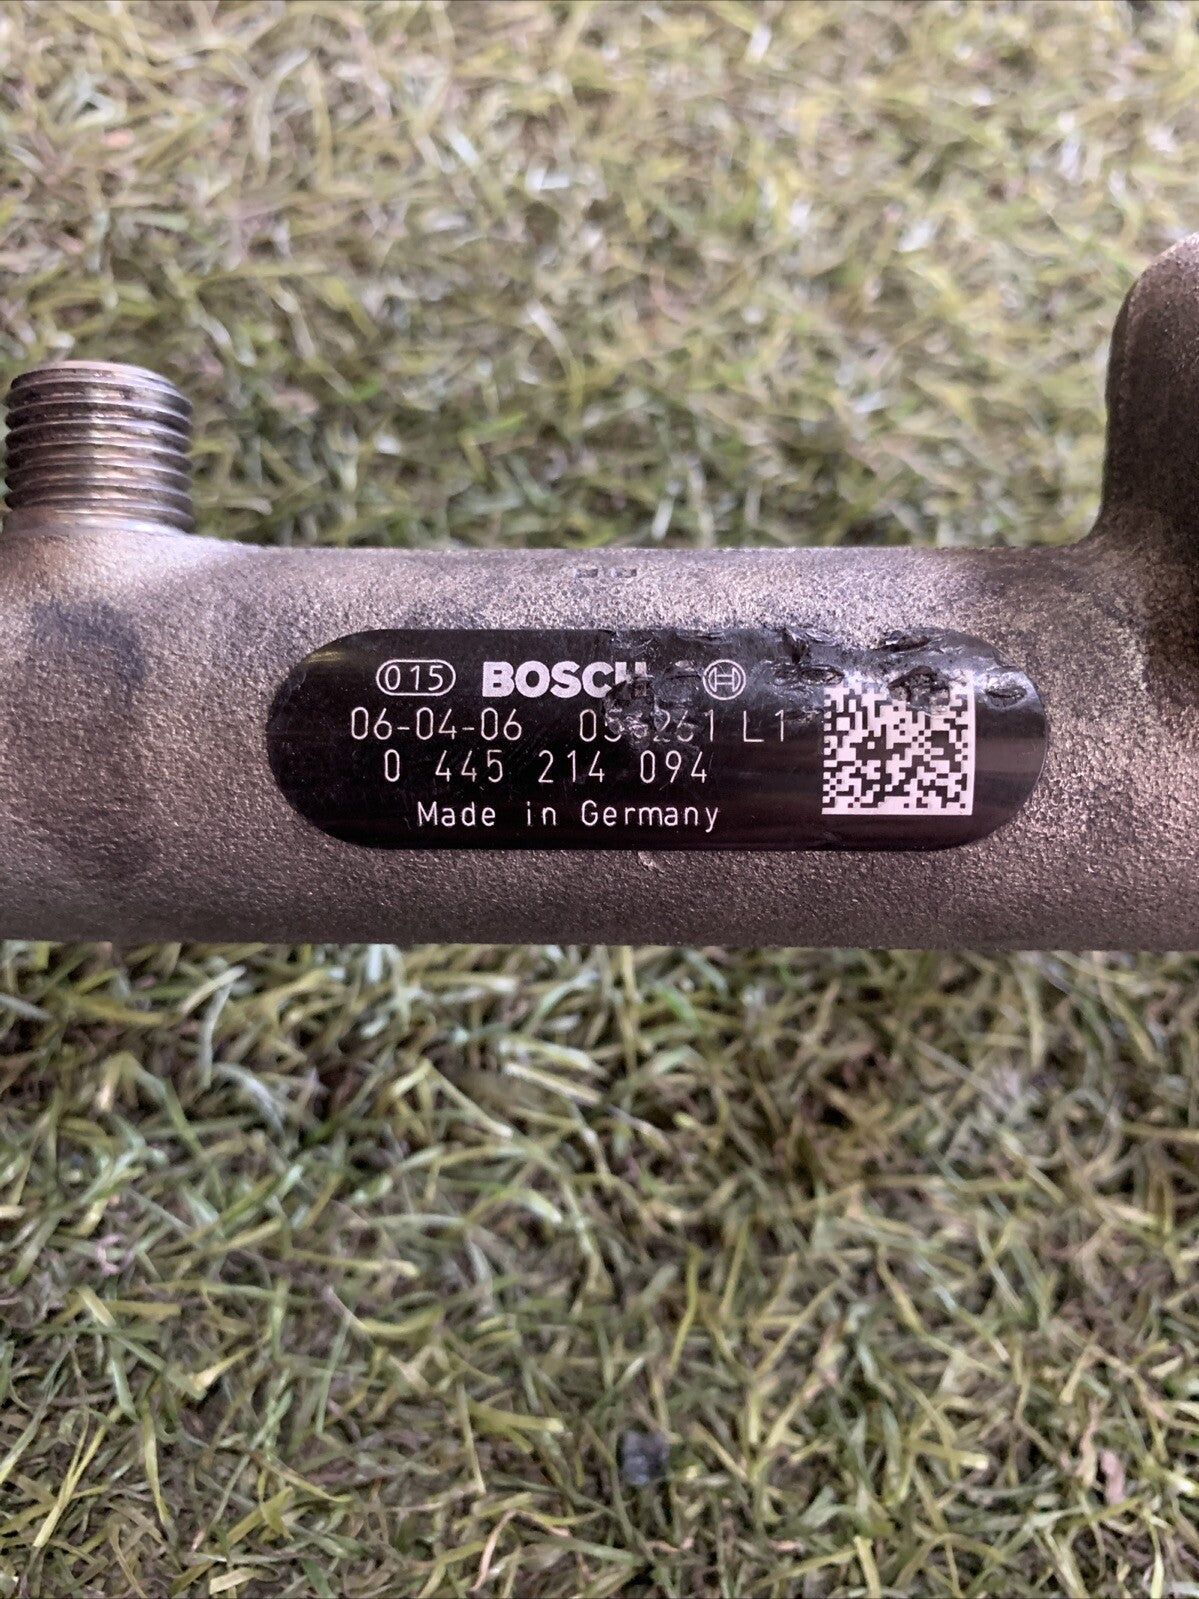 015 BOSCH
06-04-06 L1
0 445 214 094
Made in Germany